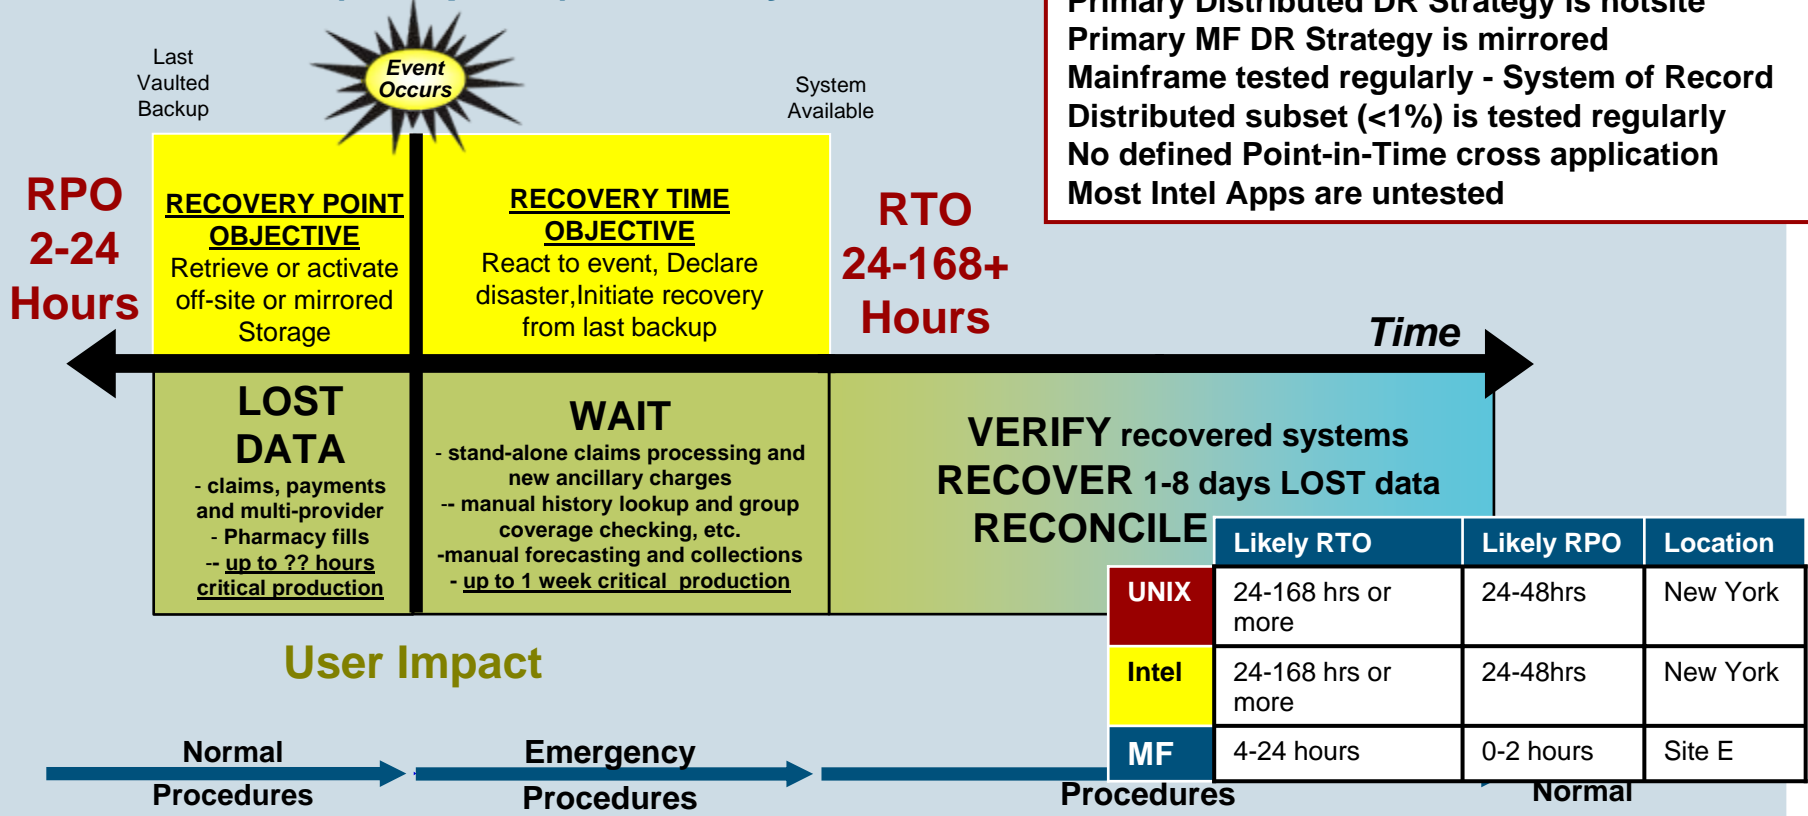 Primary Distributed DR Strategy is hotsite
Primary MF DR Strategy is mirrored
Mainframe tested regularly - System of Record
Distributed subset (<1%) is tested regularly
No defined Point-in-Time cross application
Most Intel Apps are untested
Last
Vaulted
Backup
Event
Occurs
System
Available
RPO
2-24
Hours
RECOVERY POINT
OBJECTIVE
Retrieve or activate
off-site or mirrored
Storage
RECOVERY TIME
OBJECTIVE
React to event, Declare
disaster,Initiate recovery
from last backup
RTO
24-168+
Hours
Time
LOST
DATA
- claims, payments
and multi-provider
- Pharmacy fills
-- up to ?? hours
critical production
WAIT
- stand-alone claims processing and
new ancillary charges
-- manual history lookup and group
coverage checking, etc.
-manual forecasting and collections
- up to 1 week critical  production
VERIFY recovered systems
RECOVER 1-8 days LOST data
RECONCILE
Likely RTO Likely RPO Location
UNIX 24-168 hrs or 24-48hrs New York
more
Intel 24-168 hrs or 24-48hrs New York
more
MF 4-24 hours 0-2 hours Site E
User Impact
Normal
Procedures
Emergency
Procedures
Procedures
Normal